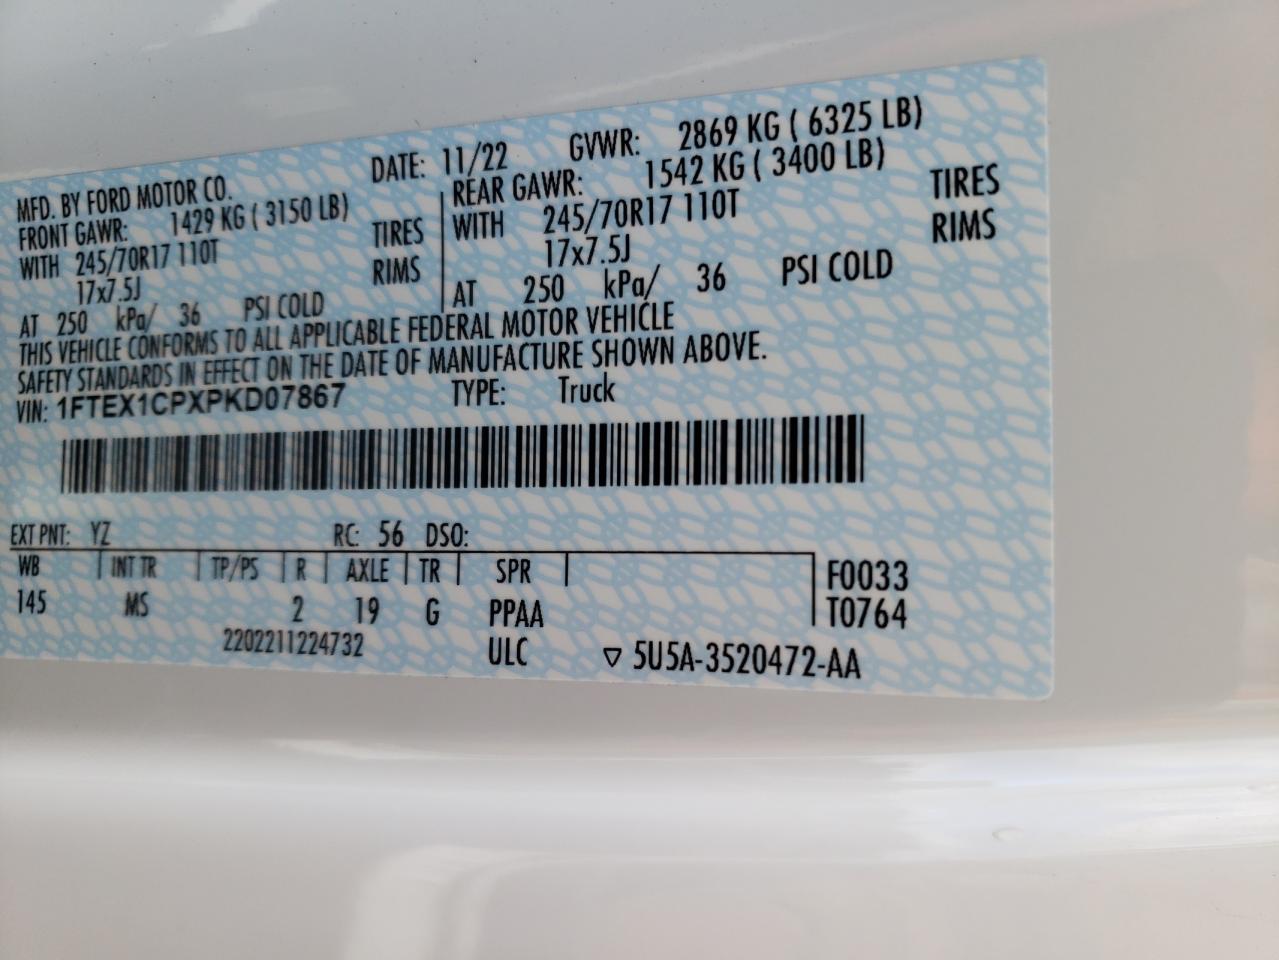 MFD. BY FORD MOTOR CO. DATE: 11/22 GVWR: 2869 KG ( 6325 LB)
FRONT GAWR: 1429 KG ( 3150 LB) REAR GAWR: 1542 KG ( 3400 LB)
WITH 245/70R17 110T TIRES WITH 245/70R17 110T TIRES
17x7.5J RIMS 17x7.5J RIMS
AT 250 kPa/ 36 PSI COLD AT 250 kPa/ 36 PSI COLD
THIS VEHICLE CONFORMS TO ALL APPLICABLE FEDERAL MOTOR VEHICLE
SAFETY STANDARDS IN EFFECT ON THE DATE OF MANUFACTURE SHOWN ABOVE.
VIN: 1FTEX1CPXPKD07867 TYPE: Truck
EXT PNT: YZ RC: 56 DSO:
WB INT TR TP/PS R AXLE TR SPR F0033
145 MS 2 19 G PPAA T0764
2202211224732 ULC ▽ 5U5A-3520472-AA